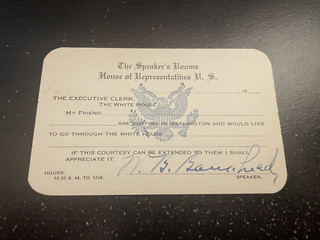 The Speaker's Rooms
House of Representatives U. S.
19
THE EXECUTIVE CLERK,
THE WHITE HOUSE
MY FRIEND
ARE VISITING IN WASHINGTON AND WOULD LIKE
TO GO THROUGH THE WHITE HOUSE
IF THIS COURTESY CAN BE EXTENDED TO THEM I SHALL
APPRECIATE IT.
W. B. Bankhead,
HOURS:
10:30 A. M. TO 12M.
SPEAKER.